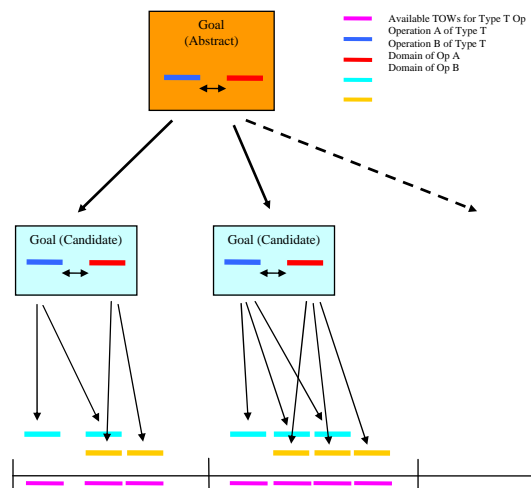 Goal
(Abstract)
Available TOWs for Type T Op
Operation A of Type T
Operation B of Type T
Domain of Op A
Domain of Op B
Goal (Candidate)
Goal (Candidate)